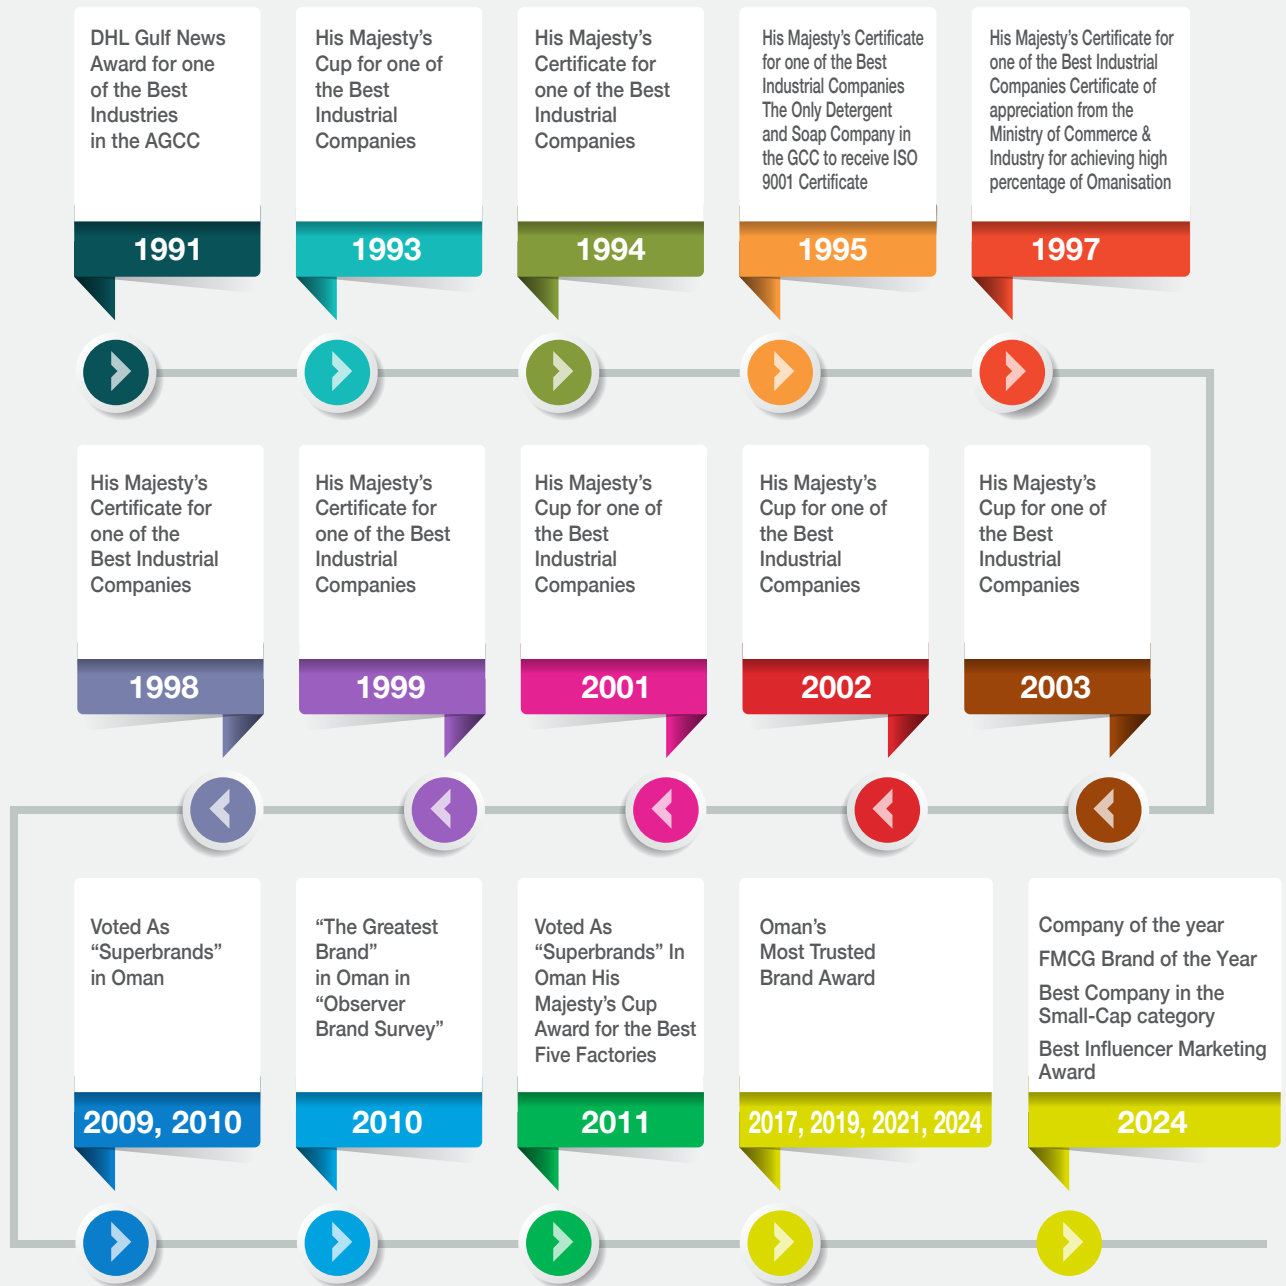 DHL Gulf News
Award for one
of the Best
Industries
in the AGCC
1991
His Majesty’s
Cup for one of
the Best
Industrial
Companies
1993
His Majesty’s
Certificate for
one of the Best
Industrial
Companies
1994
His Majesty’s Certificate
for one of the Best
Industrial Companies
The Only Detergent
and Soap Company in
the GCC to receive ISO
9001 Certificate
1995
His Majesty’s Certificate for
one of the Best Industrial
Companies Certificate of
appreciation from the
Ministry of Commerce &
Industry for achieving high
percentage of Omanisation
1997
His Majesty’s
Certificate for
one of the
Best Industrial
Companies
1998
His Majesty’s
Certificate for
one of the Best
Industrial
Companies
1999
His Majesty’s
Cup for one of
the Best
Industrial
Companies
2001
His Majesty’s
Cup for one of
the Best
Industrial
Companies
2002
His Majesty’s
Cup for one of
the Best
Industrial
Companies
2003
Voted As
“Superbrands”
in Oman
2009, 2010
“The Greatest
Brand”
in Oman in
“Observer
Brand Survey”
2010
Voted As
“Superbrands” In
Oman His
Majesty’s Cup
Award for the Best
Five Factories
2011
Oman’s
Most Trusted
Brand Award
2017, 2019, 2021, 2024
Company of the year
FMCG Brand of the Year
Best Company in the
Small-Cap category
Best Influencer Marketing
Award
2024